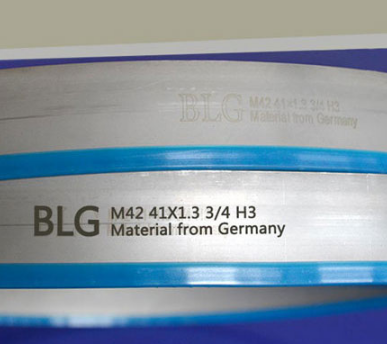 BLG M42 41X1.3 3/4 H3
Material from Germany
BLG M42 41X1.3 3/4 H3
Material from Germany